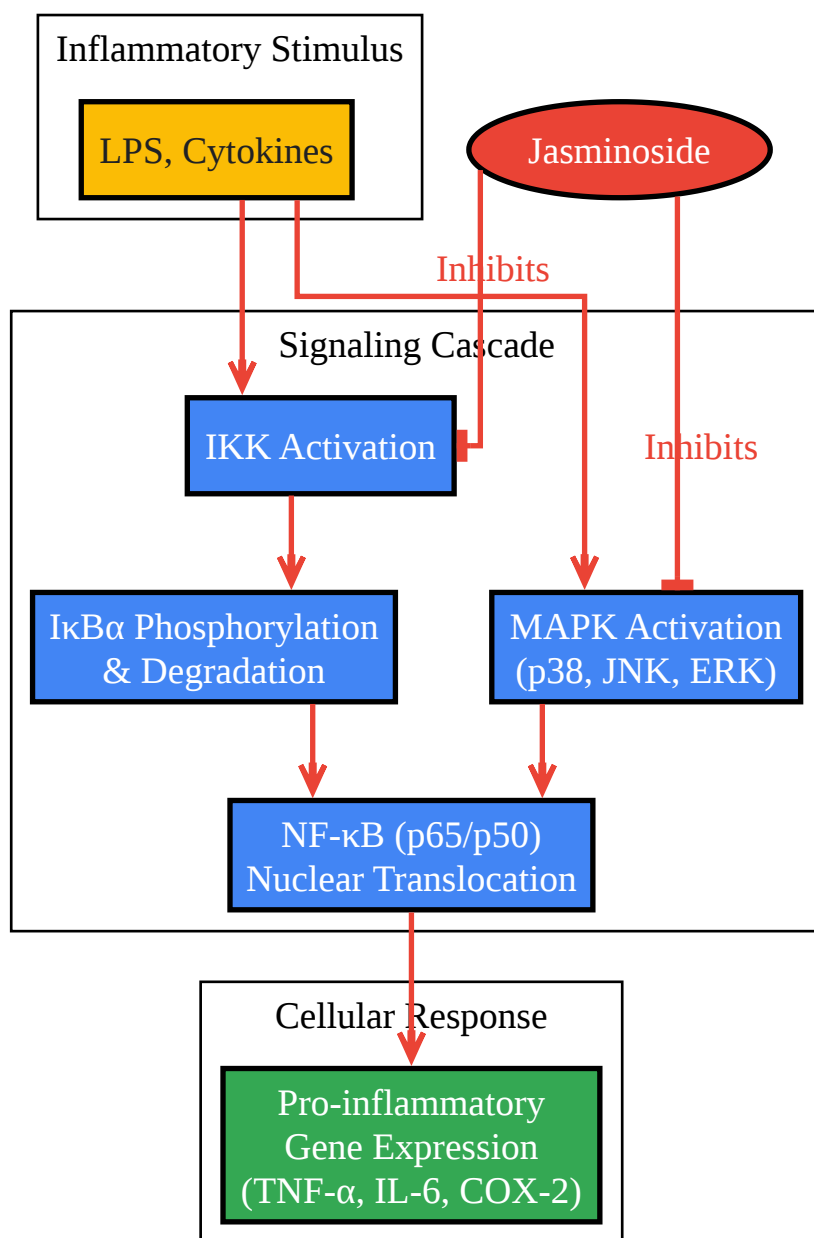 Inflammatory Stimulus
LPS, Cytokines
Jasminoside
Inhibits
Signaling Cascade
IKK Activation
Inhibits
IκBα Phosphorylation
& Degradation
MAPK Activation
(p38, JNK, ERK)
NF-κB (p65/p50)
Nuclear Translocation
Cellular Response
Pro-inflammatory
Gene Expression
(TNF-α, IL-6, COX-2)